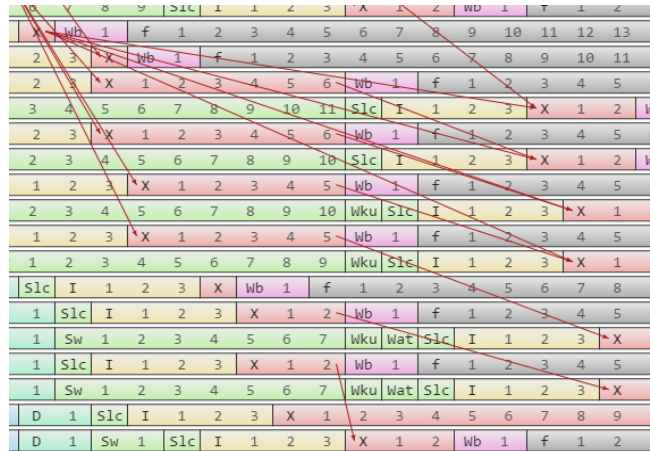 8 9 Slc I 1 2 3 X 1 2 Wb 1 f 1 2
X Wb 1 f 1 2 3 4 5 6 7 8 9 10 11 12 13
2 3 X Wb 1 f 1 2 3 4 5 6 7 8 9 10 11
2 3 X 1 2 3 4 5 6 Wb 1 f 1 2 3 4 5
3 4 5 6 7 8 9 10 11 Slc I 1 2 3 X 1 2
2 3 X 1 2 3 4 5 6 Wb 1 f 1 2 3 4 5
2 3 4 5 6 7 8 9 10 Slc I 1 2 3 X 1 2
1 2 3 X 1 2 3 4 5 Wb 1 f 1 2 3 4 5
2 3 4 5 6 7 8 9 10 Wku Slc I 1 2 3 X 1
1 2 3 X 1 2 3 4 5 Wb 1 f 1 2 3 4 5
1 2 3 4 5 6 7 8 9 Wku Slc I 1 2 3 X 1
Slc I 1 2 3 X Wb 1 f 1 2 3 4 5 6 7 8
1 Slc I 1 2 3 X 1 2 Wb 1 f 1 2 3 4 5
1 Sw 1 2 3 4 5 6 7 Wku Wat Slc I 1 2 3 X
1 Slc I 1 2 3 X 1 2 Wb 1 f 1 2 3 4 5
1 Sw 1 2 3 4 5 6 7 Wku Wat Slc I 1 2 3 X
D 1 Slc I 1 2 3 X 1 2 3 4 5 6 7 8 9
D 1 Sw 1 Slc I 1 2 3 X 1 2 Wb 1 f 1 2